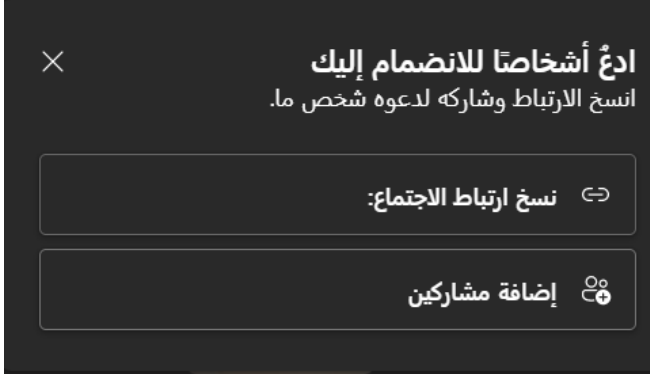 ادعُ أشخاصًا للانضمام إليك
انسخ الارتباط وشاركه لدعوه شخص ما.
نسخ ارتباط الاجتماع:
إضافة مشاركين